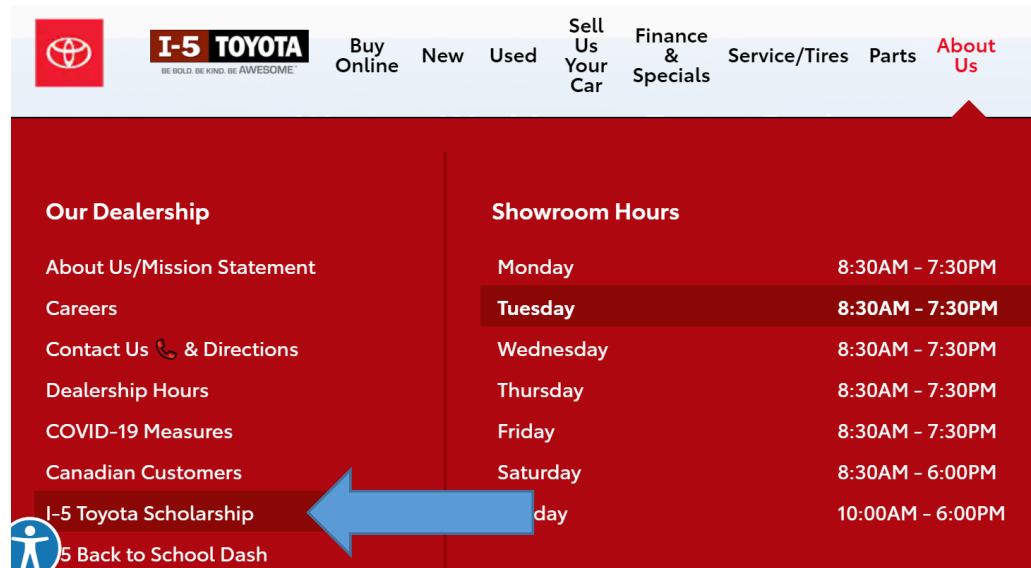 I-5 TOYOTA
BE BOLD. BE KIND. BE AWESOME.™
Buy
Online
New
Used
Sell
Us
Your
Car
Finance
&
Specials
Service/Tires
Parts
About
Us
Our Dealership
About Us/Mission Statement
Careers
Contact Us & Directions
Dealership Hours
COVID-19 Measures
Canadian Customers
I-5 Toyota Scholarship
5 Back to School Dash
Showroom Hours
Monday 8:30AM - 7:30PM
Tuesday 8:30AM - 7:30PM
Wednesday 8:30AM - 7:30PM
Thursday 8:30AM - 7:30PM
Friday 8:30AM - 7:30PM
Saturday 8:30AM - 6:00PM
day 10:00AM - 6:00PM